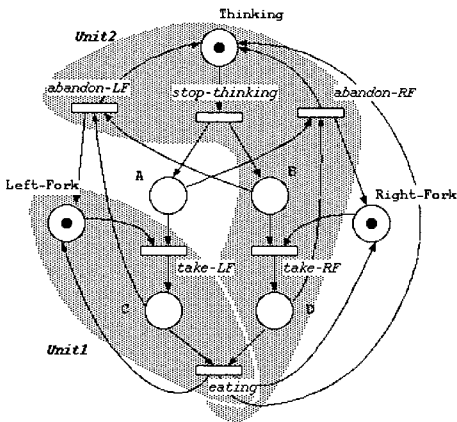 Thinking
Unit2
abandon-LF
stop-thinking
abandon-RF
A
B
Left-Fork
Right-Fork
take-LF
take-RF
C
D
Unit1
eating